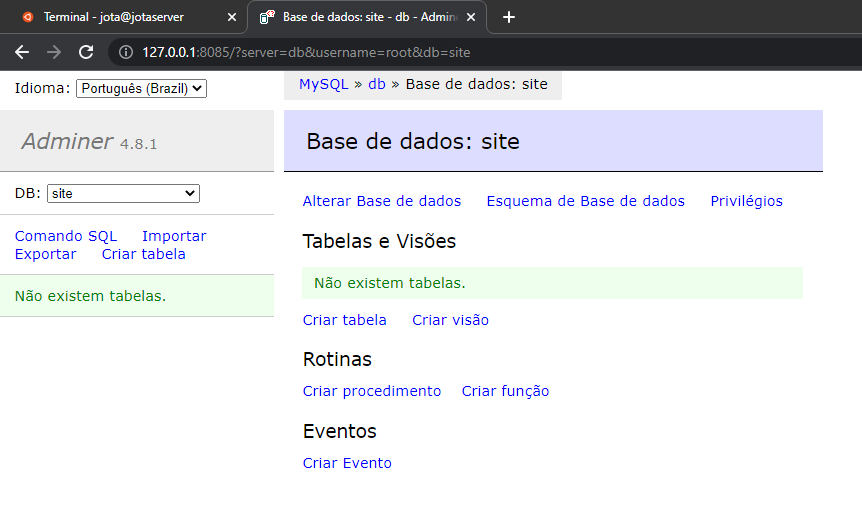 Terminal - jota@jotaserver
Base de dados: site - db - Admine
127.0.0.1:8085/?server=db&username=root&db=site
Idioma: Português (Brazil)
MySQL » db » Base de dados: site
Adminer 4.8.1
Base de dados: site
DB: site
Alterar Base de dados Esquema de Base de dados Privilégios
Comando SQL Importar
Exportar Criar tabela
Tabelas e Visões
Não existem tabelas.
Não existem tabelas.
Criar tabela Criar visão
Rotinas
Criar procedimento Criar função
Eventos
Criar Evento